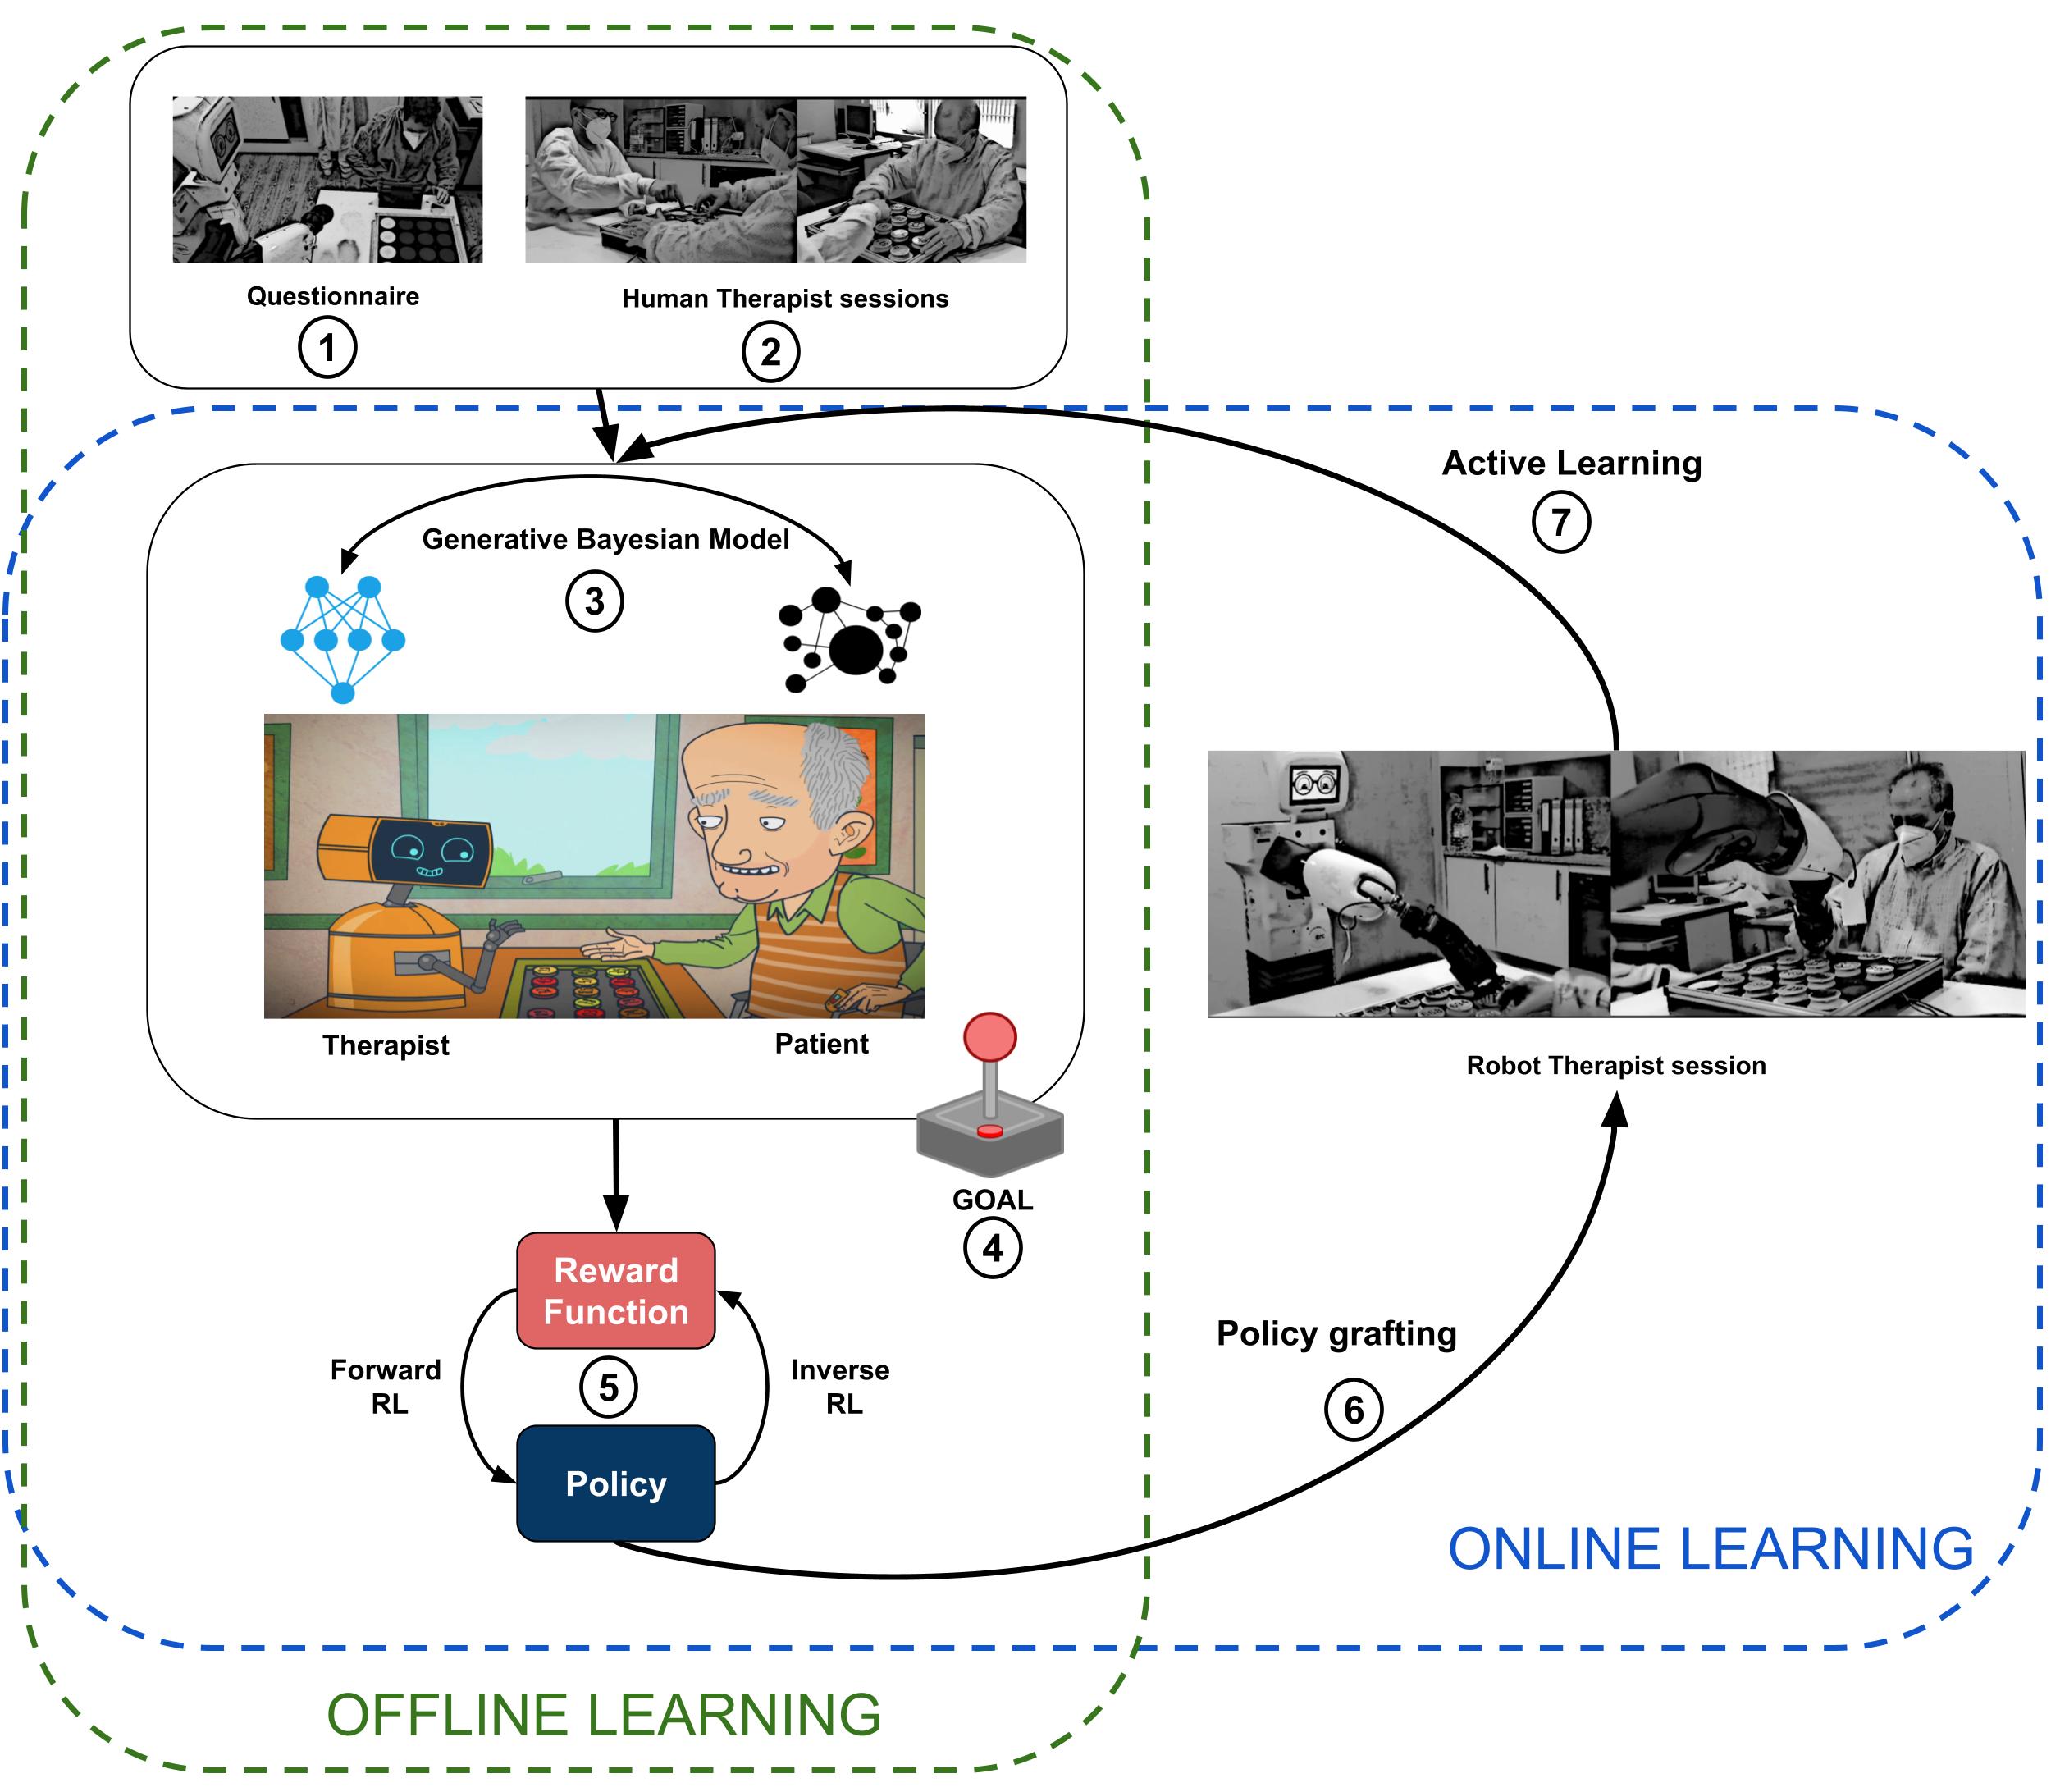 Questionnaire
1
Human Therapist sessions
2
Generative Bayesian Model
3
Therapist
Patient
GOAL
4
Reward
Function
Forward
RL
5
Inverse
RL
Policy
Policy grafting
6
Robot Therapist session
Active Learning
7
ONLINE LEARNING
OFFLINE LEARNING